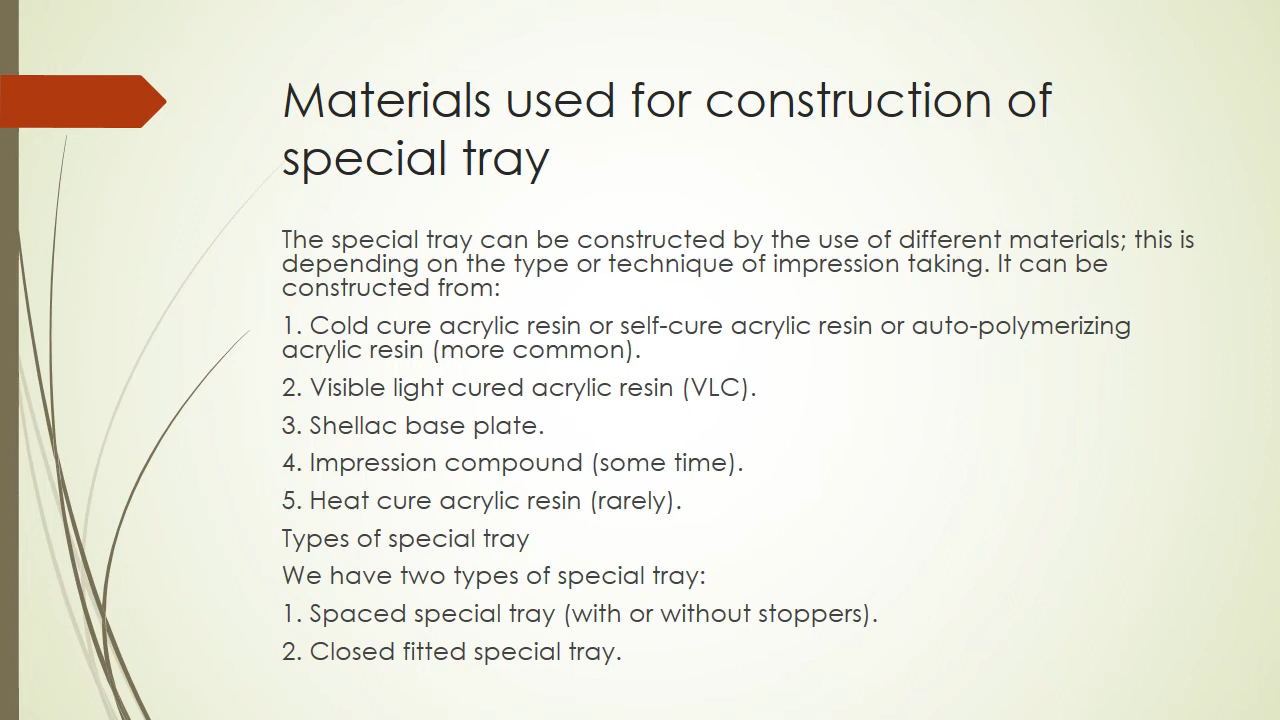 Materials used for construction of
special tray
The special tray can be constructed by the use of different materials; this is
depending on the type or technique of impression taking. It can be
constructed from:
1. Cold cure acrylic resin or self-cure acrylic resin or auto-polymerizing
acrylic resin (more common).
2. Visible light cured acrylic resin (VLC).
3. Shellac base plate.
4. Impression compound (some time).
5. Heat cure acrylic resin (rarely).
Types of special tray
We have two types of special tray:
1. Spaced special tray (with or without stoppers).
2. Closed fitted special tray.